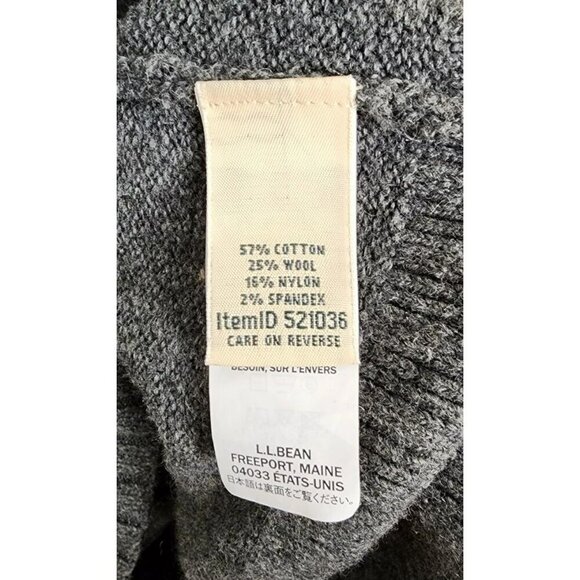 57% COTTON
25% WOOL
16% NYLON
2% SPANDEX
ItemID 521036
CARE ON REVERSE
BESOIN, SUR L'ENVERS
L.L.BEAN
FREEPORT, MAINE
04033 ÉTATS-UNIS
日本語は裏面をご覧ください。